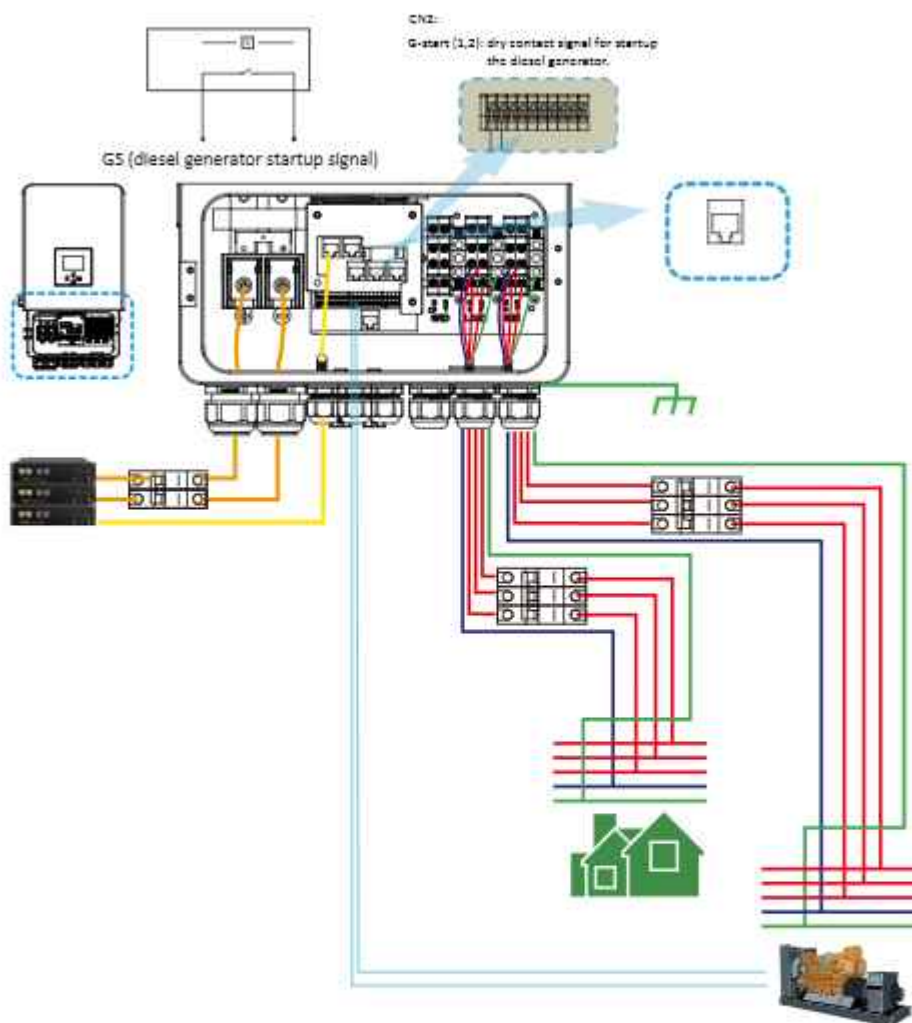 CN2:
G-start (1,2): dry contact signal for startup
the diesel generator.
GS (diesel generator startup signal)